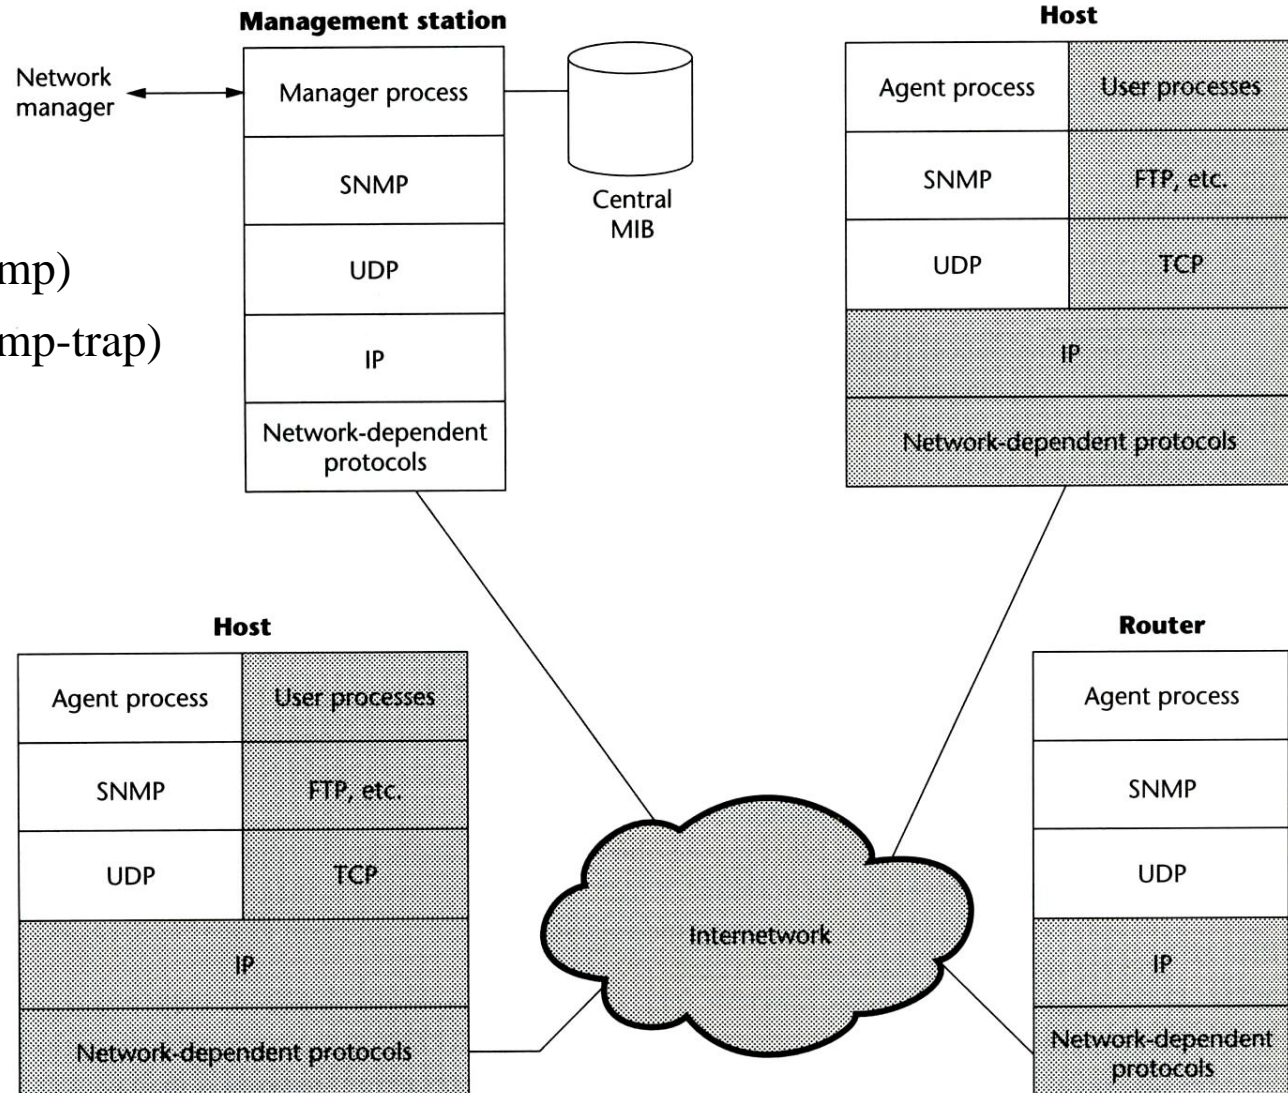 Management station
Network
manager
Manager process
SNMP
UDP
IP
Network-dependent
protocols
Central
MIB
mp)
mp-trap)
Host
Agent process
User processes
SNMP
FTP, etc.
UDP
TCP
IP
Network-dependent protocols
Host
Agent process
User processes
SNMP
FTP, etc.
UDP
TCP
IP
Network-dependent protocols
Internetwork
Router
Agent process
SNMP
UDP
IP
Network-dependent
protocols